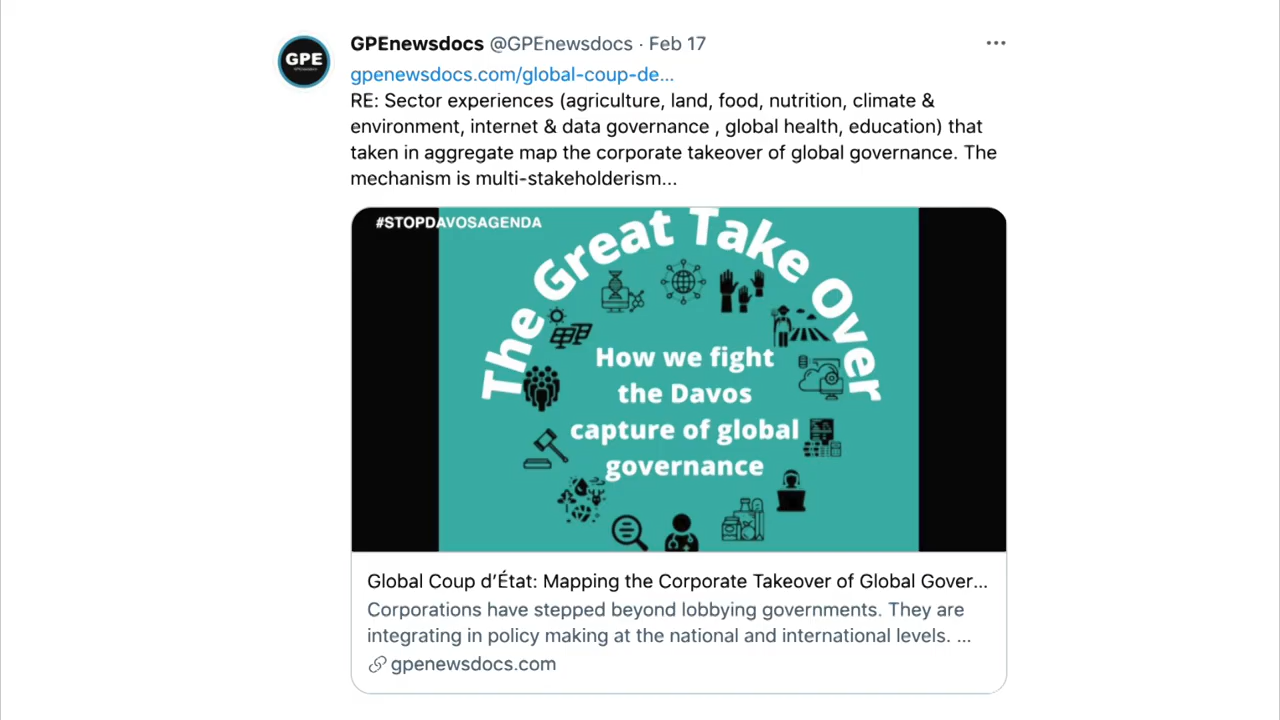 GPE
GPEnewsdocs @GPEnewsdocs · Feb 17
gpenewsdocs.com/global-coup-de...
RE: Sector experiences (agriculture, land, food, nutrition, climate &
environment, internet & data governance , global health, education) that
taken in aggregate map the corporate takeover of global governance. The
mechanism is multi-stakeholderism...
#STOPDAVOSAGENDA
The Great Take Over
How we fight
the Davos
capture of global
governance
Global Coup d’État: Mapping the Corporate Takeover of Global Gover...
Corporations have stepped beyond lobbying governments. They are
integrating in policy making at the national and international levels. ...
gpenewsdocs.com